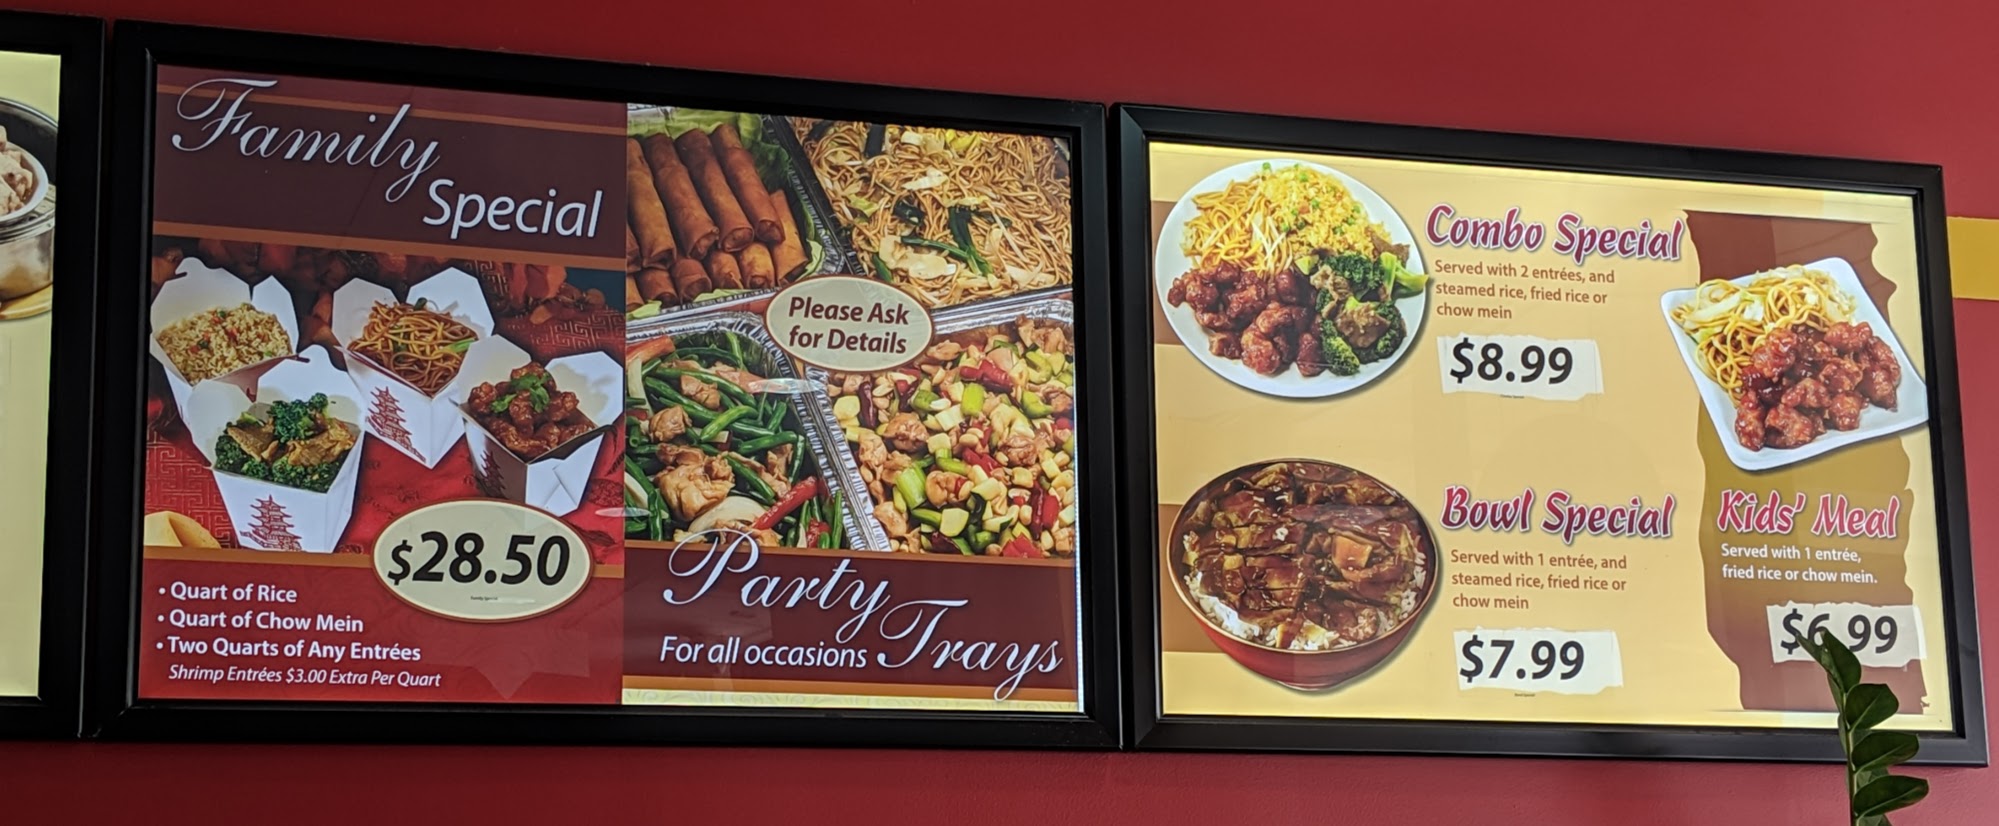 Family
Special
$28.50
• Quart of Rice
• Quart of Chow Mein
• Two Quarts of Any Entrées
Shrimp Entrées $3.00 Extra Per Quart
Please Ask
for Details
Party
Trays
For all occasions
Combo Special
Served with 2 entrées, and
steamed rice, fried rice or
chow mein
$8.99
Bowl Special
Served with 1 entrée, and
steamed rice, fried rice or
chow mein
$7.99
Kids' Meal
Served with 1 entrée,
fried rice or chow mein.
$6.99